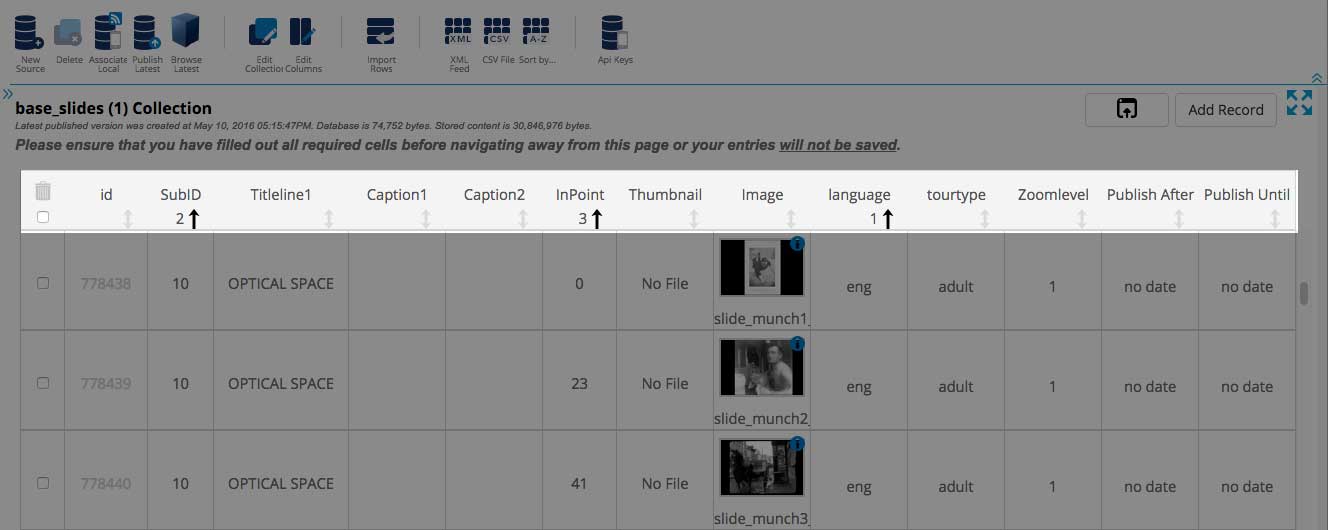 New Source
Delete
Associate Local
Publish Latest
Browse Latest
Edit Collection
Edit Columns
Import Rows
XML
XML Feed
CSV
CSV File
A-Z
Sort by...
Api Keys
base_slides (1) Collection
Add Record
Latest published version was created at May 10, 2016 05:15:47PM. Database is 74,752 bytes. Stored content is 30,846,976 bytes.
Please ensure that you have filled out all required cells before navigating away from this page or your entries will not be saved.
id SubID Titleline1 Caption1 Caption2 InPoint Thumbnail Image language tourtype Zoomlevel Publish After Publish Until
2 3 1
778438 10 OPTICAL SPACE 0 No File eng adult 1 no date no date
slide_munch1_
778439 10 OPTICAL SPACE 23 No File eng adult 1 no date no date
slide_munch2_
778440 10 OPTICAL SPACE 41 No File eng adult 1 no date no date
slide_munch3_